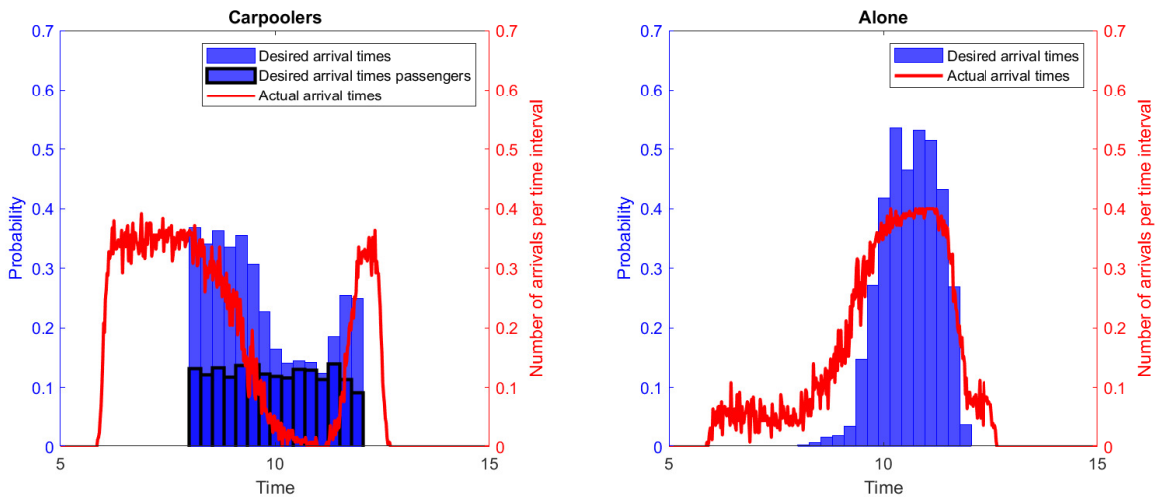 Carpoolers
0.7
0.6
0.5
0.4
0.3
0.2
0.1
0
Probability
Desired arrival times
Desired arrival times passengers
Actual arrival times
0.7
0.6
0.5
0.4
0.3
0.2
0.1
0
Number of arrivals per time interval
5
10
15
Time
Alone
0.7
0.6
0.5
0.4
0.3
0.2
0.1
0
Probability
Desired arrival times
Actual arrival times
0.7
0.6
0.5
0.4
0.3
0.2
0.1
0
Number of arrivals per time interval
5
10
15
Time